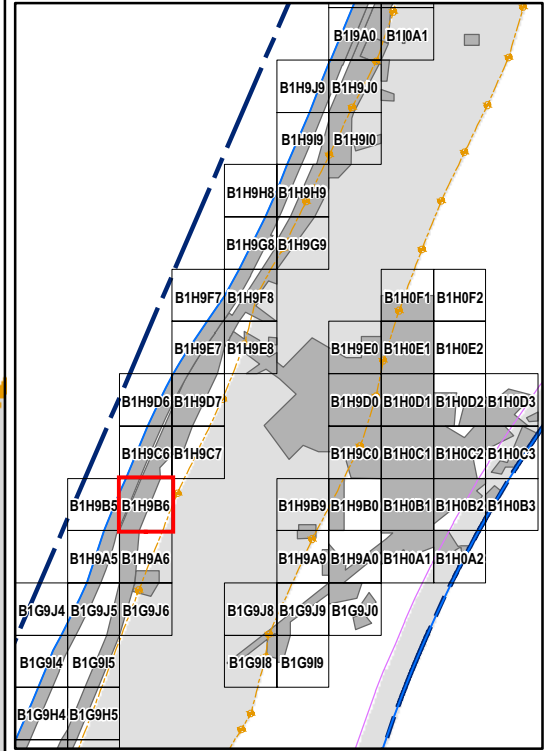 B1I9A0 B1I0A1
B1H9J9 B1H9J0
B1H9I9 B1H9I0
B1H9H8 B1H9H9
B1H9G8 B1H9G9
B1H9F7 B1H9F8 B1H0F1 B1H0F2
B1H9E7 B1H9E8 B1H9E0 B1H0E1 B1H0E2
B1H9D6 B1H9D7 B1H9D0 B1H0D1 B1H0D2 B1H0D3
B1H9C6 B1H9C7 B1H9C0 B1H0C1 B1H0C2 B1H0C3
B1H9B5 B1H9B6 B1H9B9 B1H9B0 B1H0B1 B1H0B2 B1H0B3
B1H9A5 B1H9A6 B1H9A9 B1H9A0 B1H0A1 B1H0A2
B1G9J4 B1G9J5 B1G9J6 B1G9J8 B1G9J9 B1G9J0
B1G9I4 B1G9I5 B1G9I8 B1G9I9
B1G9H4 B1G9H5